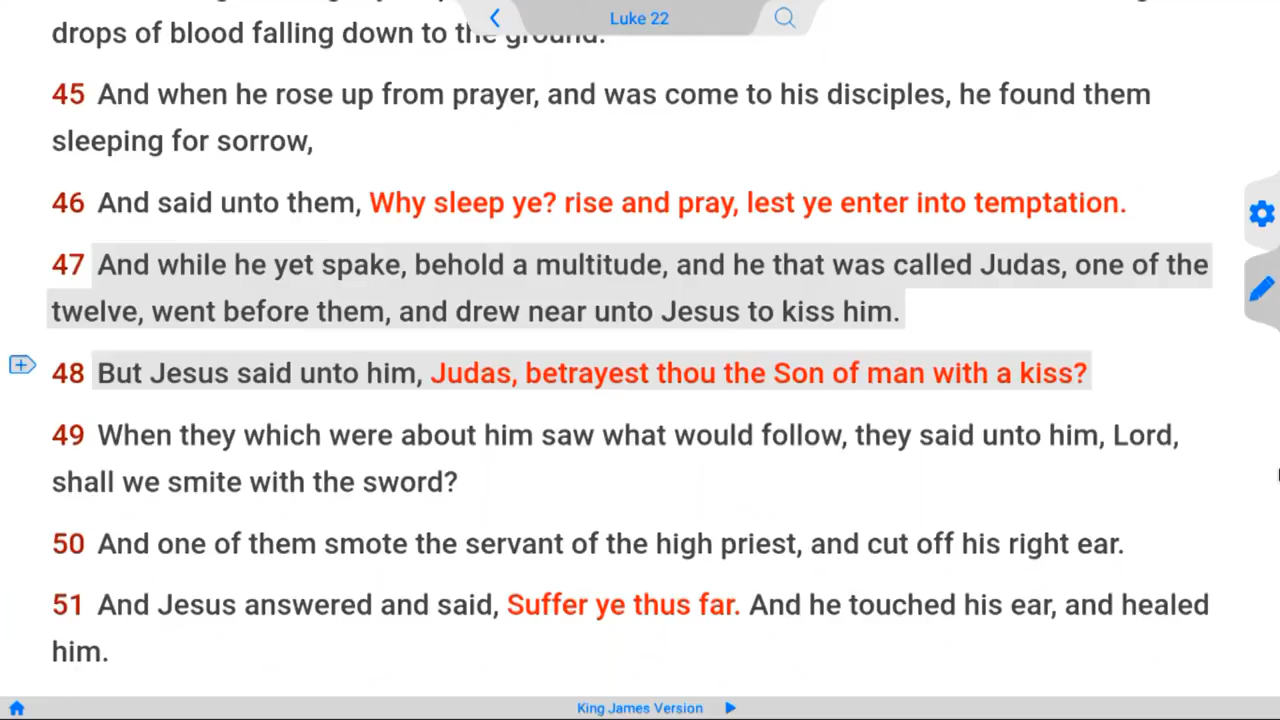 Luke 22
drops of blood falling down to the ground.
45 And when he rose up from prayer, and was come to his disciples, he found them
sleeping for sorrow,
46 And said unto them, Why sleep ye? rise and pray, lest ye enter into temptation.
47 And while he yet spake, behold a multitude, and he that was called Judas, one of the
twelve, went before them, and drew near unto Jesus to kiss him.
48 But Jesus said unto him, Judas, betrayest thou the Son of man with a kiss?
49 When they which were about him saw what would follow, they said unto him, Lord,
shall we smite with the sword?
50 And one of them smote the servant of the high priest, and cut off his right ear.
51 And Jesus answered and said, Suffer ye thus far. And he touched his ear, and healed
him.
King James Version